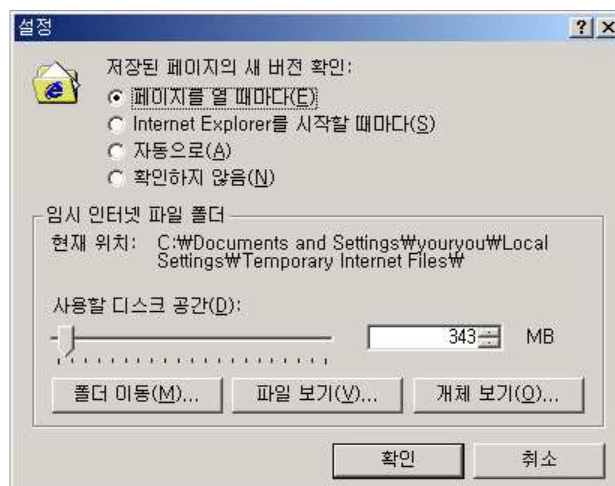 설정
저장된 페이지의 새 버전 확인:
페이지를 열 때마다(E)
Internet Explorer를 시작할 때마다(S)
자동으로(A)
확인하지 않음(N)
임시 인터넷 파일 폴더
현재 위치: C:₩Documents and Settings₩youryou₩Local
Settings₩Temporary Internet Files₩
사용할 디스크 공간(D):
343 MB
폴더 이동(M)... 파일 보기(V)... 개체 보기(O)...
확인 취소